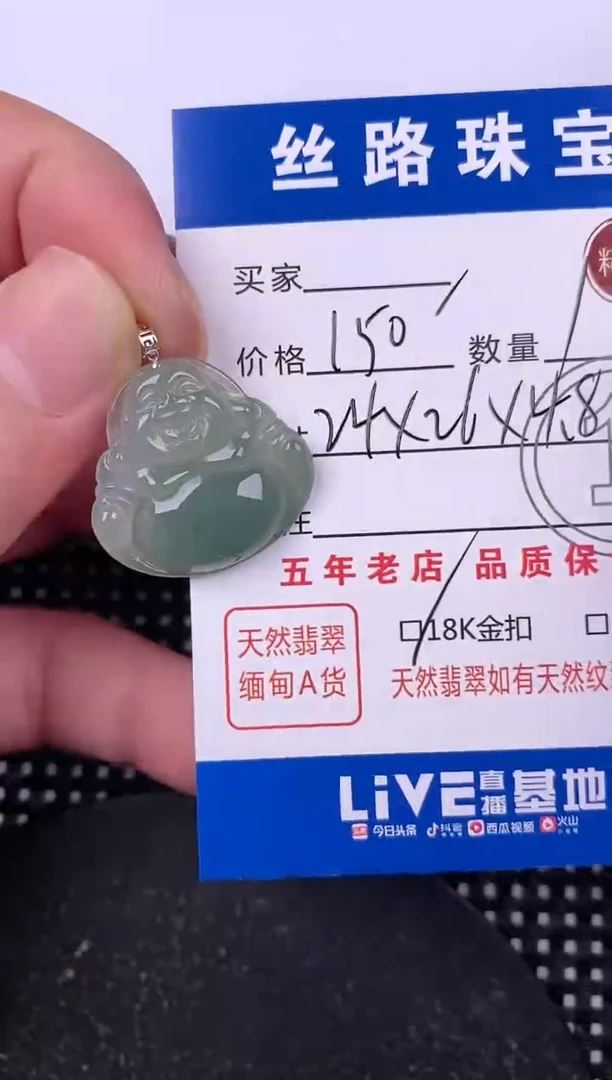 丝路珠宝
买家
价格 150 数量
24X26X4.8
注
五年老店 品质保
天然翡翠
缅甸A货
18K金扣
天然翡翠如有天然纹
LiVE直播基地
今日头条 抖音 西瓜视频 火山